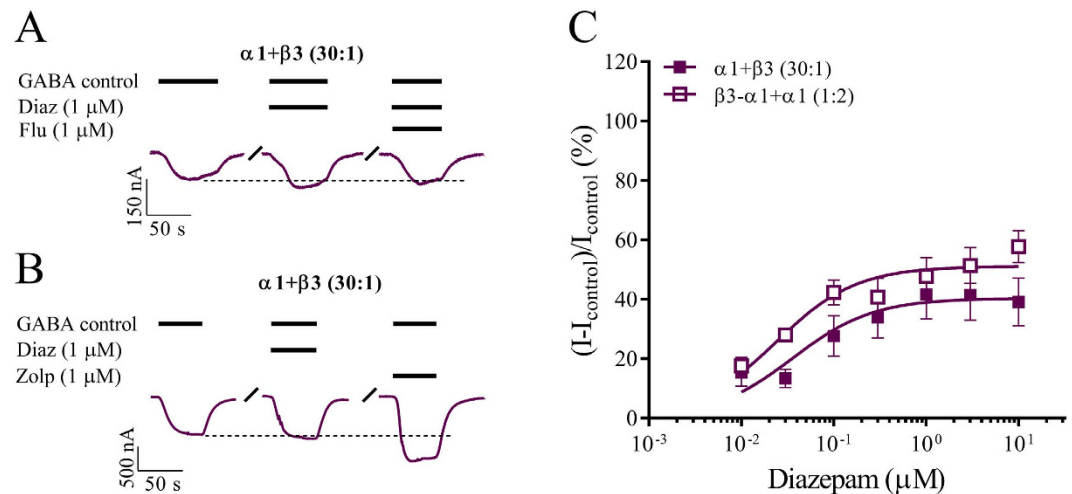 A
α1+β3 (30:1)
GABA control
Diaz (1 μM)
Flu (1 μM)
150 nA
50 s
B
α1+β3 (30:1)
GABA control
Diaz (1 μM)
Zolp (1 μM)
500 nA
50 s
C
α1+β3 (30:1)
β3-α1+α1 (1:2)
(I-Icontrol)/Icontrol (%)
120
100
80
60
40
20
0
10⁻³ 10⁻² 10⁻¹ 10⁰ 10¹
Diazepam (μM)